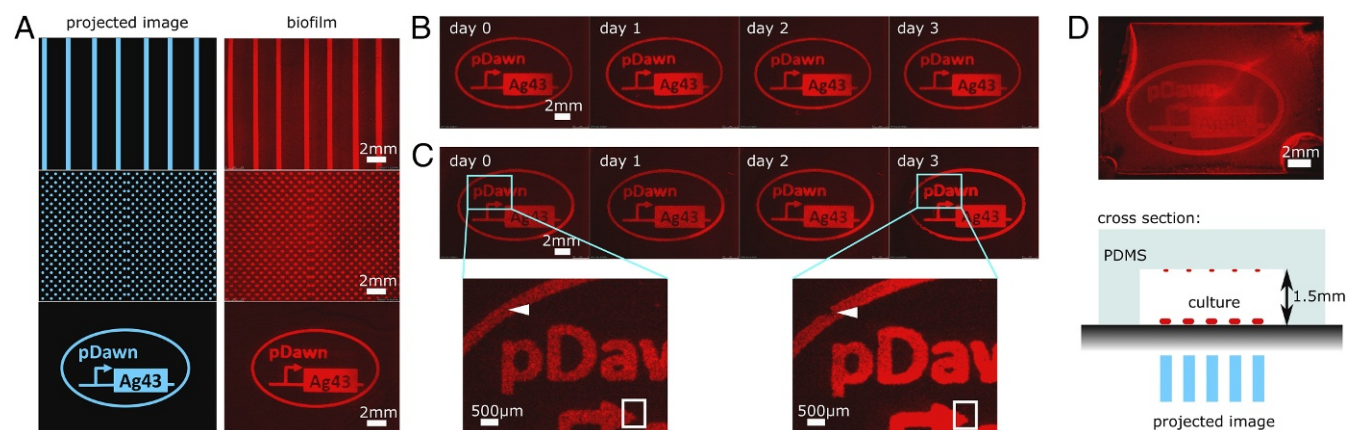 A
projected image
biofilm
2mm
2mm
pDawn
Ag43
pDawn
Ag43
2mm
B
day 0
day 1
day 2
day 3
pDawn
Ag43
2mm
pDawn
Ag43
pDawn
Ag43
pDawn
Ag43
C
day 0
day 1
day 2
day 3
pDawn
Ag43
2mm
pDawn
Ag43
pDawn
Ag43
pDawn
Ag43
pDaw
500µm
pDaw
500µm
D
pDawn
Ag43
2mm
cross section:
PDMS
culture
1.5mm
projected image